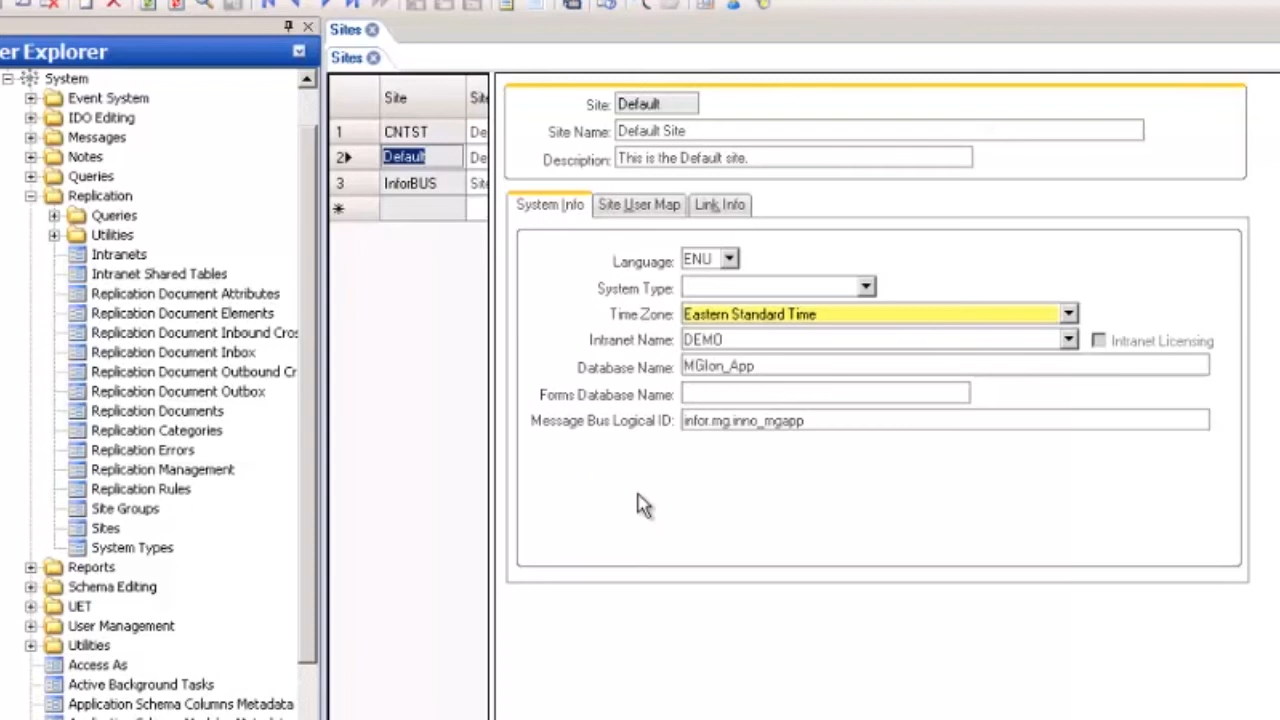 Sites
er Explorer
Sites
System
Event System
IDO Editing
Messages
Notes
Queries
Replication
Queries
Utilities
Intranets
Intranet Shared Tables
Replication Document Attributes
Replication Document Elements
Replication Document Inbound Cros
Replication Document Inbox
Replication Document Outbound Cr
Replication Document Outbox
Replication Documents
Replication Categories
Replication Errors
Replication Management
Replication Rules
Site Groups
Sites
System Types
Reports
Schema Editing
UET
User Management
Utilities
Access As
Active Background Tasks
Application Schema Columns Metadata
Site Site
1 CNTST De
2 Default De
3 InforBUS Site
Site: Default
Site Name: Default Site
Description: This is the Default site.
System Info Site User Map Link Info
Language: ENU
System Type:
Time Zone: Eastern Standard Time
Intranet Name: DEMO Intranet Licensing
Database Name: MGIon_App
Forms Database Name:
Message Bus Logical ID: infor.mg.inno_mgapp